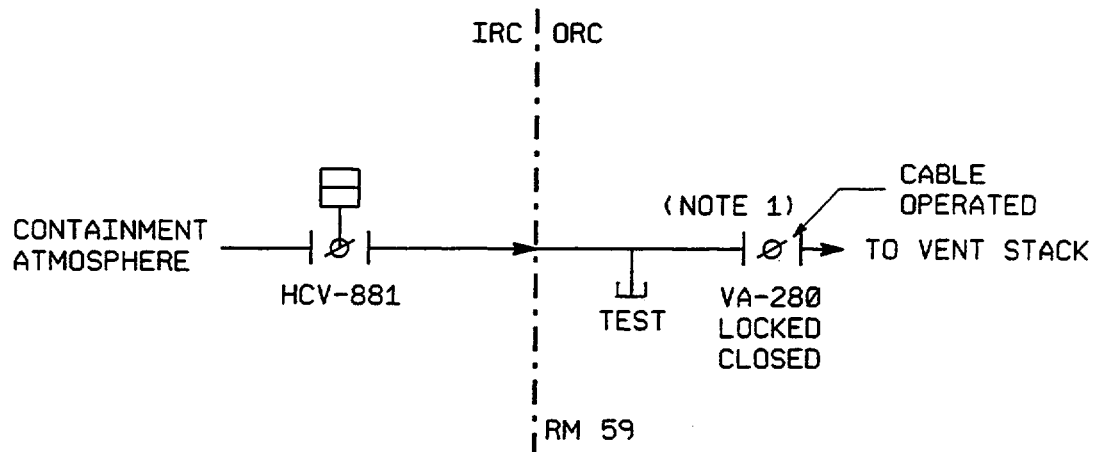 IRC ORC
CONTAINMENT
ATMOSPHERE
HCV-881
(NOTE 1)
CABLE
OPERATED
TO VENT STACK
TEST
VA-280
LOCKED
CLOSED
RM 59